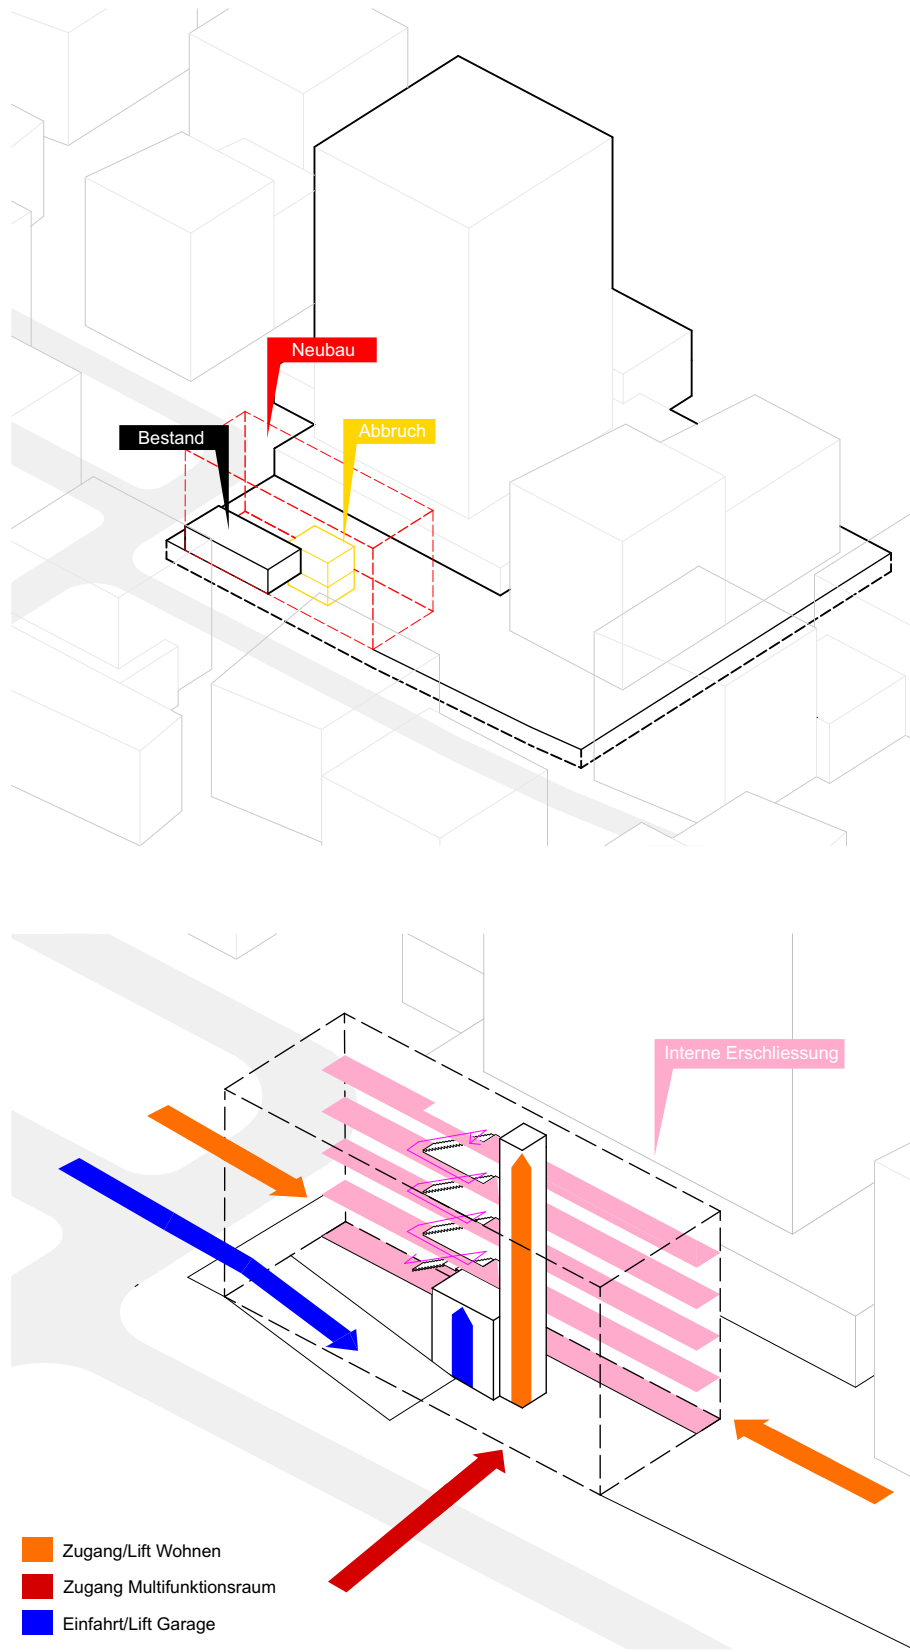 Neubau
Abbruch
Bestand
Interne Erschliessung
Zugang/Lift Wohnen
Zugang Multifunktionsraum
Einfahrt/Lift Garage